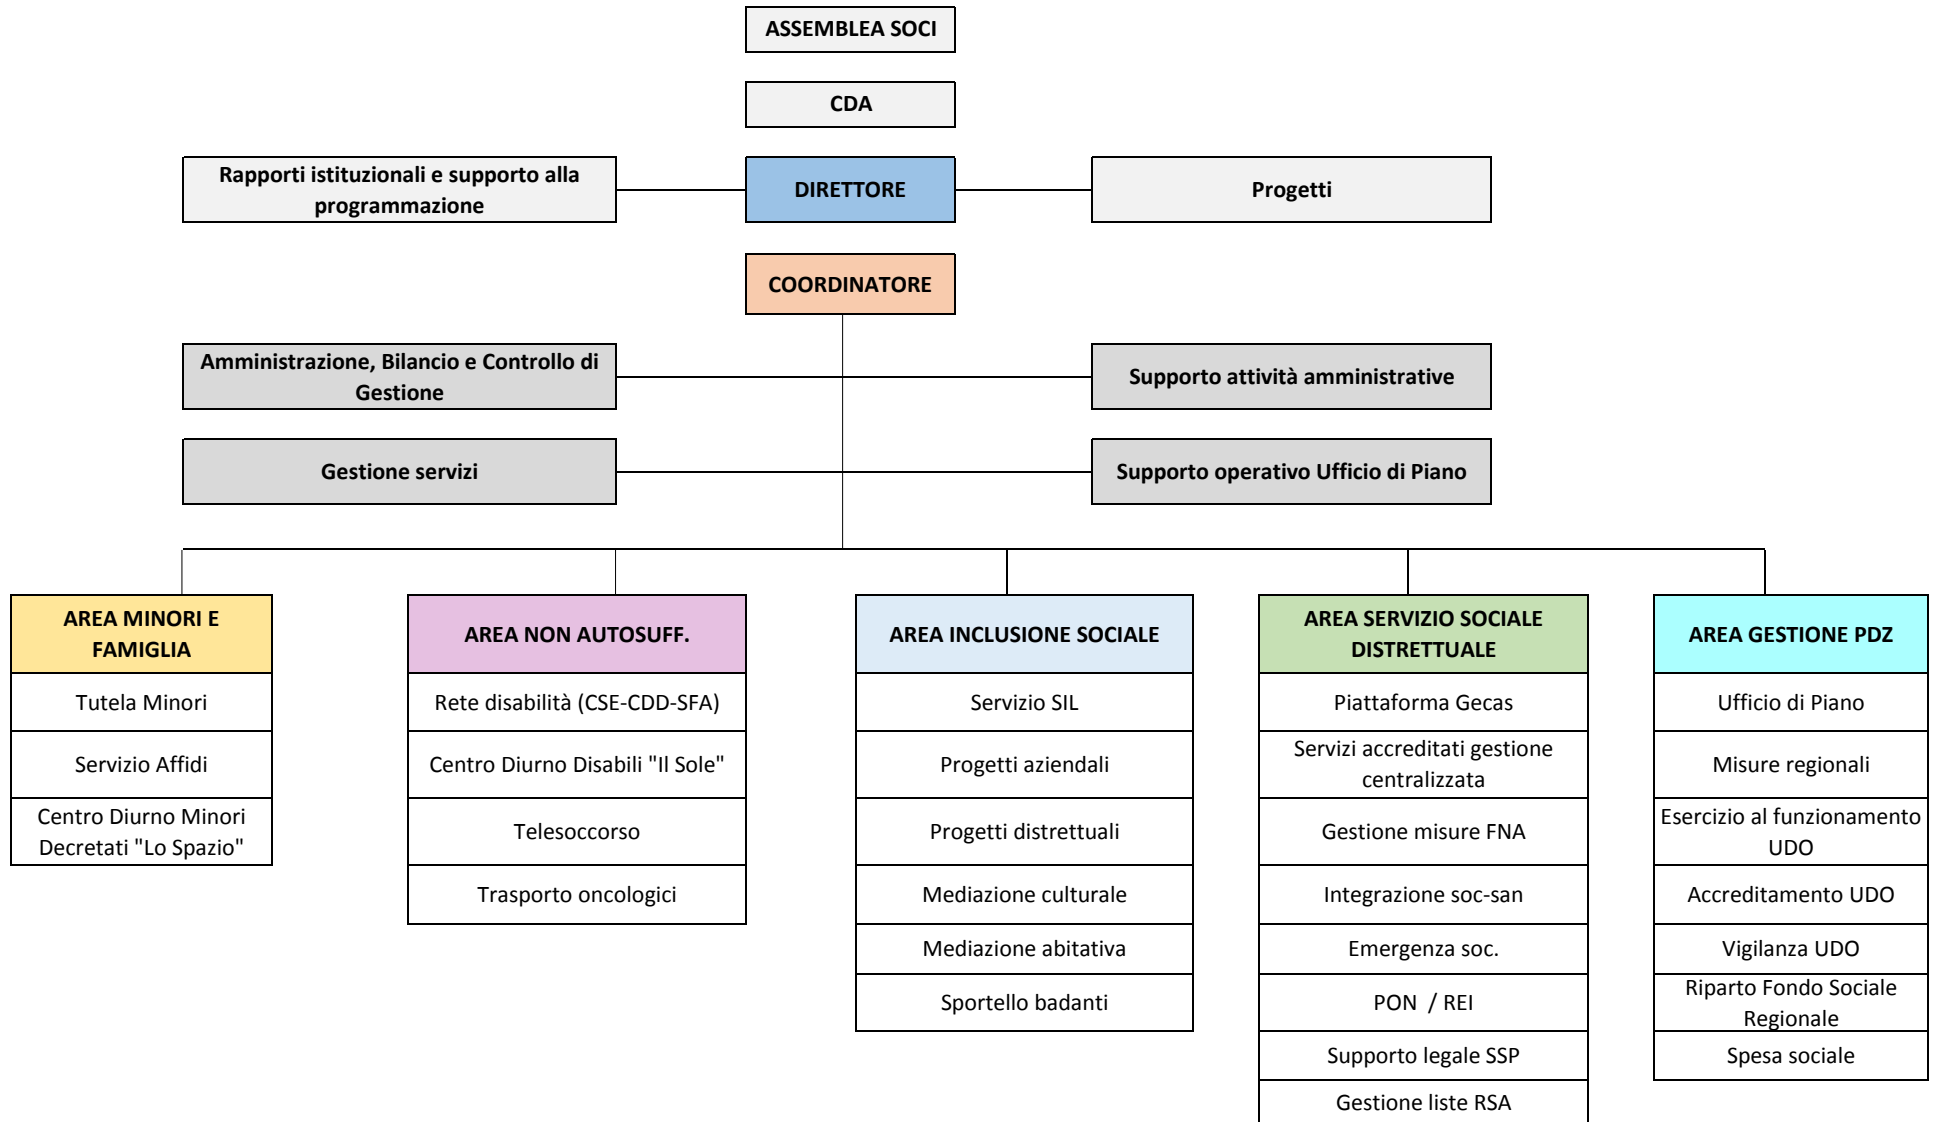 ASSEMBLEA SOCI
CDA
Rapporti istituzionali e supporto alla
programmazione
DIRETTORE
Progetti
COORDINATORE
Amministrazione, Bilancio e Controllo di
Gestione
Supporto attività amministrative
Gestione servizi
Supporto operativo Ufficio di Piano
AREA MINORI E
FAMIGLIA
Tutela Minori
Servizio Affidi
Centro Diurno Minori
Decretati "Lo Spazio"
AREA NON AUTOSUFF.
Rete disabilità (CSE-CDD-SFA)
Centro Diurno Disabili "Il Sole"
Telesoccorso
Trasporto oncologici
AREA INCLUSIONE SOCIALE
Servizio SIL
Progetti aziendali
Progetti distrettuali
Mediazione culturale
Mediazione abitativa
Sportello badanti
AREA SERVIZIO SOCIALE
DISTRETTUALE
Piattaforma Gecas
Servizi accreditati gestione
centralizzata
Gestione misure FNA
Integrazione soc-san
Emergenza soc.
PON / REI
Supporto legale SSP
Gestione liste RSA
AREA GESTIONE PDZ
Ufficio di Piano
Misure regionali
Esercizio al funzionamento
UDO
Accreditamento UDO
Vigilanza UDO
Riparto Fondo Sociale
Regionale
Spesa sociale